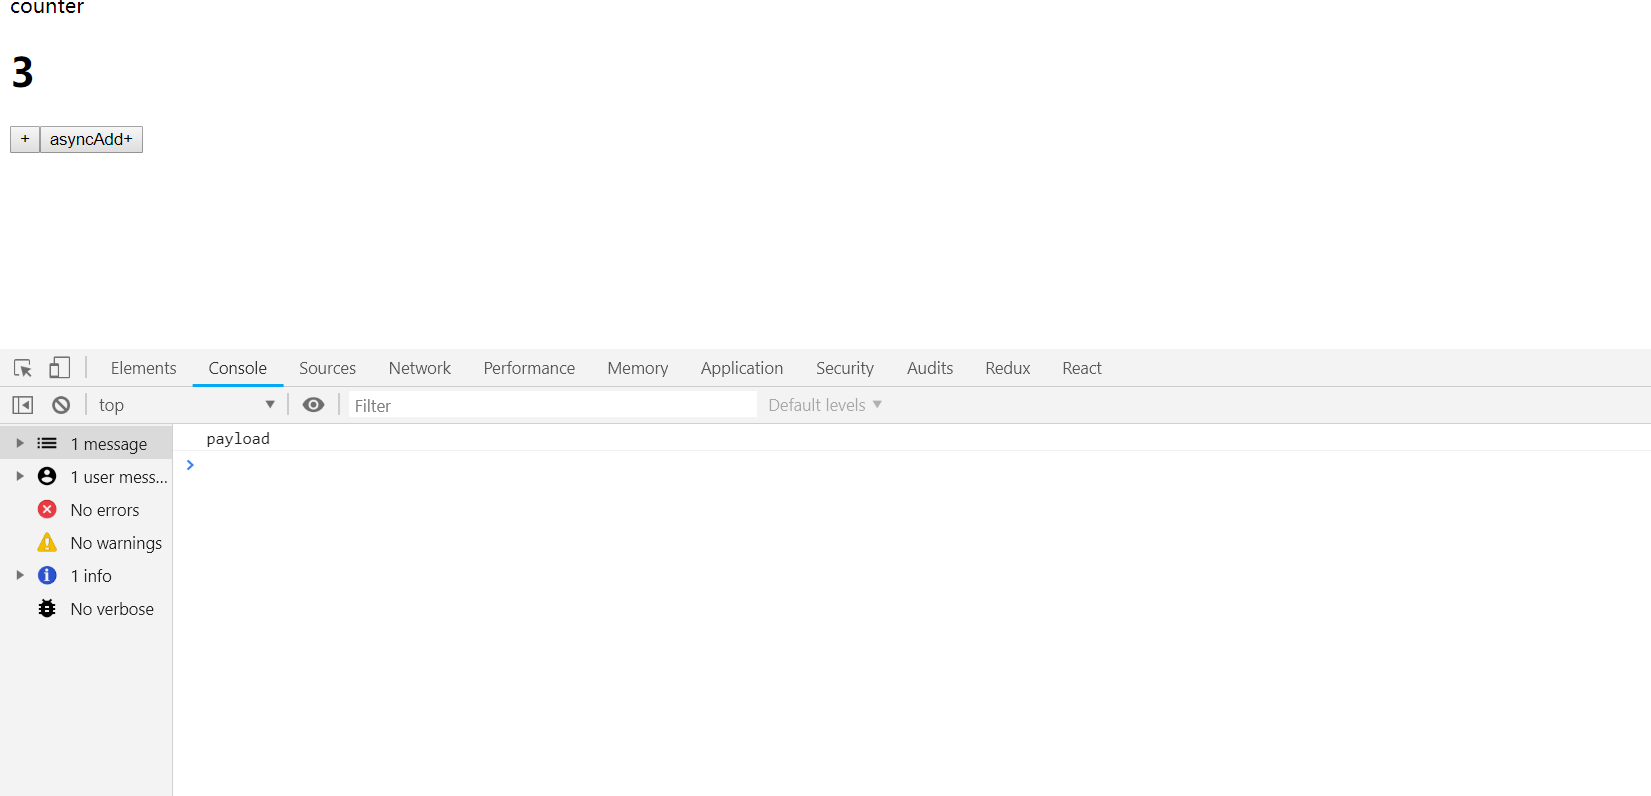 counter
3
+ asyncAdd+
Elements Console Sources Network Performance Memory Application Security Audits Redux React
top Filter Default levels
1 message
payload
1 user mess...
No errors
No warnings
1 info
No verbose